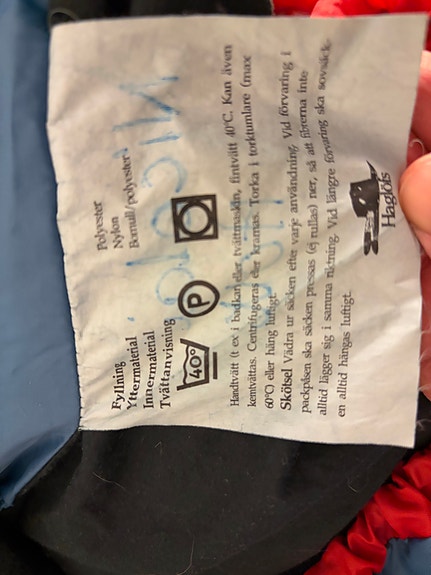 Fyllning Polyester
Yttermaterial Nylon
Innermaterial Bomull/polyester
Tvättanvisning
40° P
Handtvätt (t ex i badkar) eller tvättmaskin, fintvätt 40°C. Kan även
kemtvättas. Centrifugeras eller kramas. Torka i torktumlare (max
60°C) eller häng luftigt.
Skötsel Vädra ur säcken efter varje användning. Vid förvaring i
packpåsen ska säcken pressas (ej rullas) ner, så att fibrerna inte
alltid lägger sig i samma riktning. Vid längre förvaring ska sovsäck-
en alltid hängas luftigt.
Haglöfs